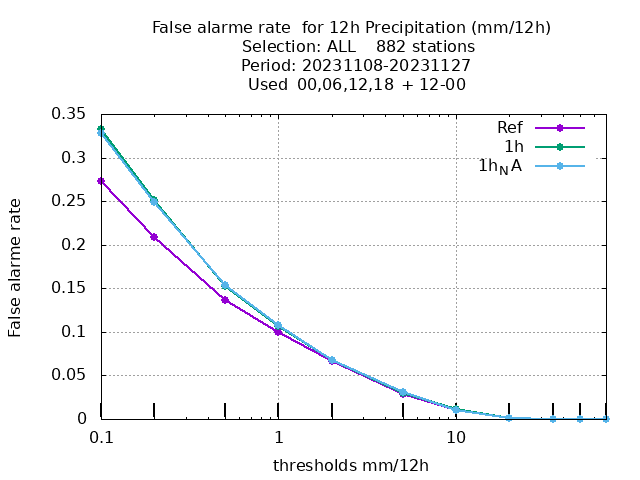 False alarme rate  for 12h Precipitation (mm/12h)
Selection: ALL    882 stations
Period: 20231108-20231127
Used  00,06,12,18  + 12-00
Ref
1h
1h_NA
False alarme rate
0.35
0.3
0.25
0.2
0.15
0.1
0.05
0
0.1 1 10
thresholds mm/12h